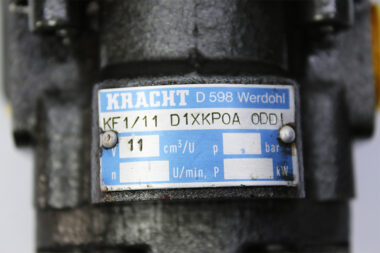 KRACHT D 598 Werdohl
KF1/11 D1XKP0A 0DD1
V 11 cm³/U p bar
n U/min, P kW